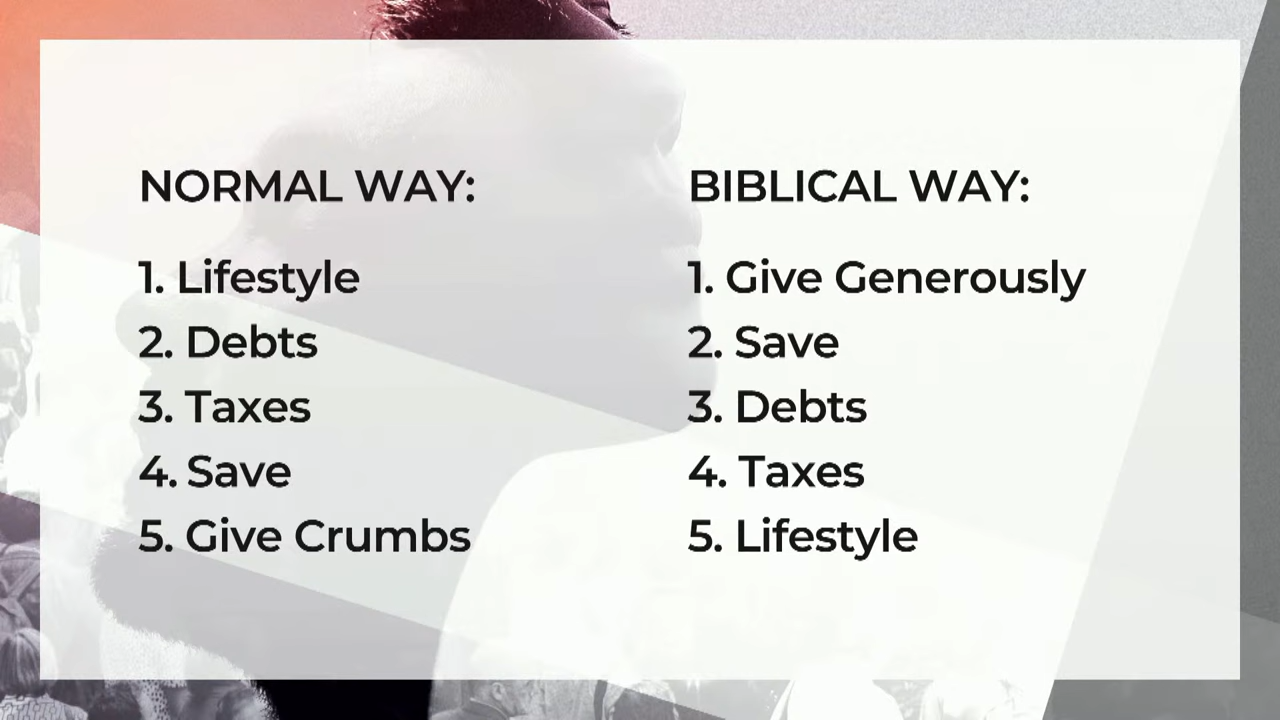 NORMAL WAY:
1. Lifestyle
2. Debts
3. Taxes
4. Save
5. Give Crumbs
BIBLICAL WAY:
1. Give Generously
2. Save
3. Debts
4. Taxes
5. Lifestyle